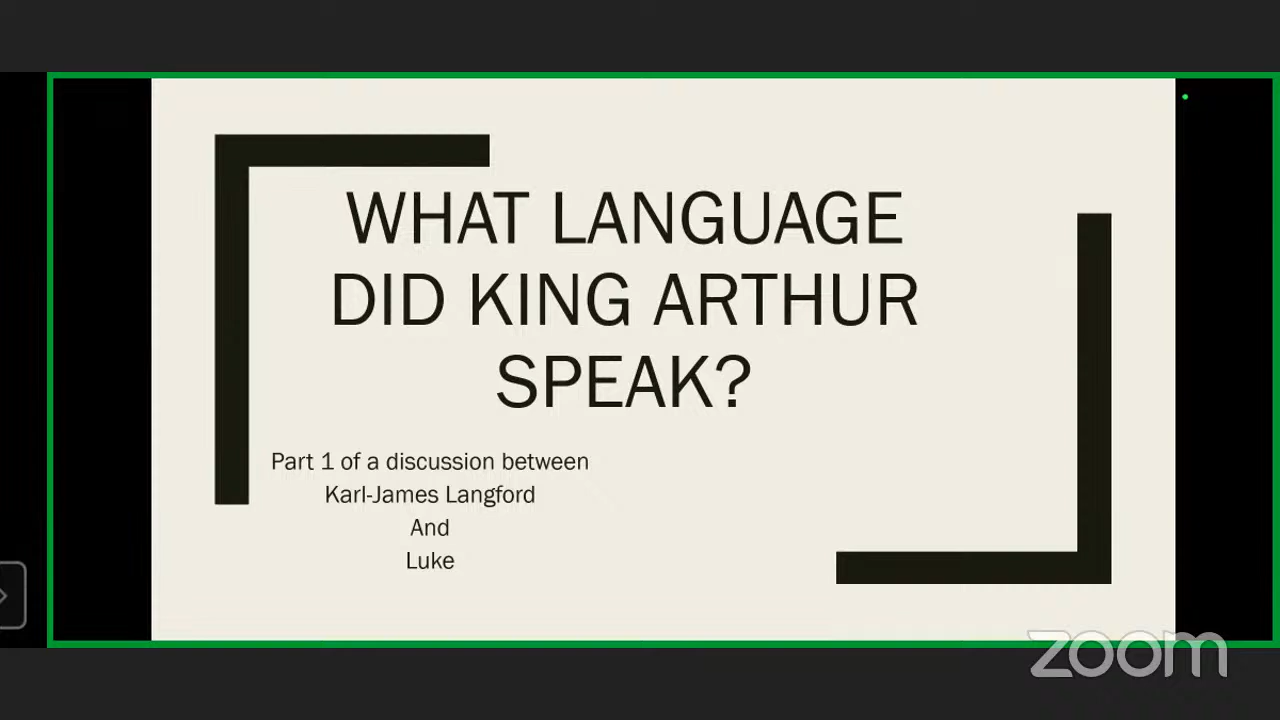 WHAT LANGUAGE
DID KING ARTHUR
SPEAK?
Part 1 of a discussion between
Karl-James Langford
And
Luke
zoom